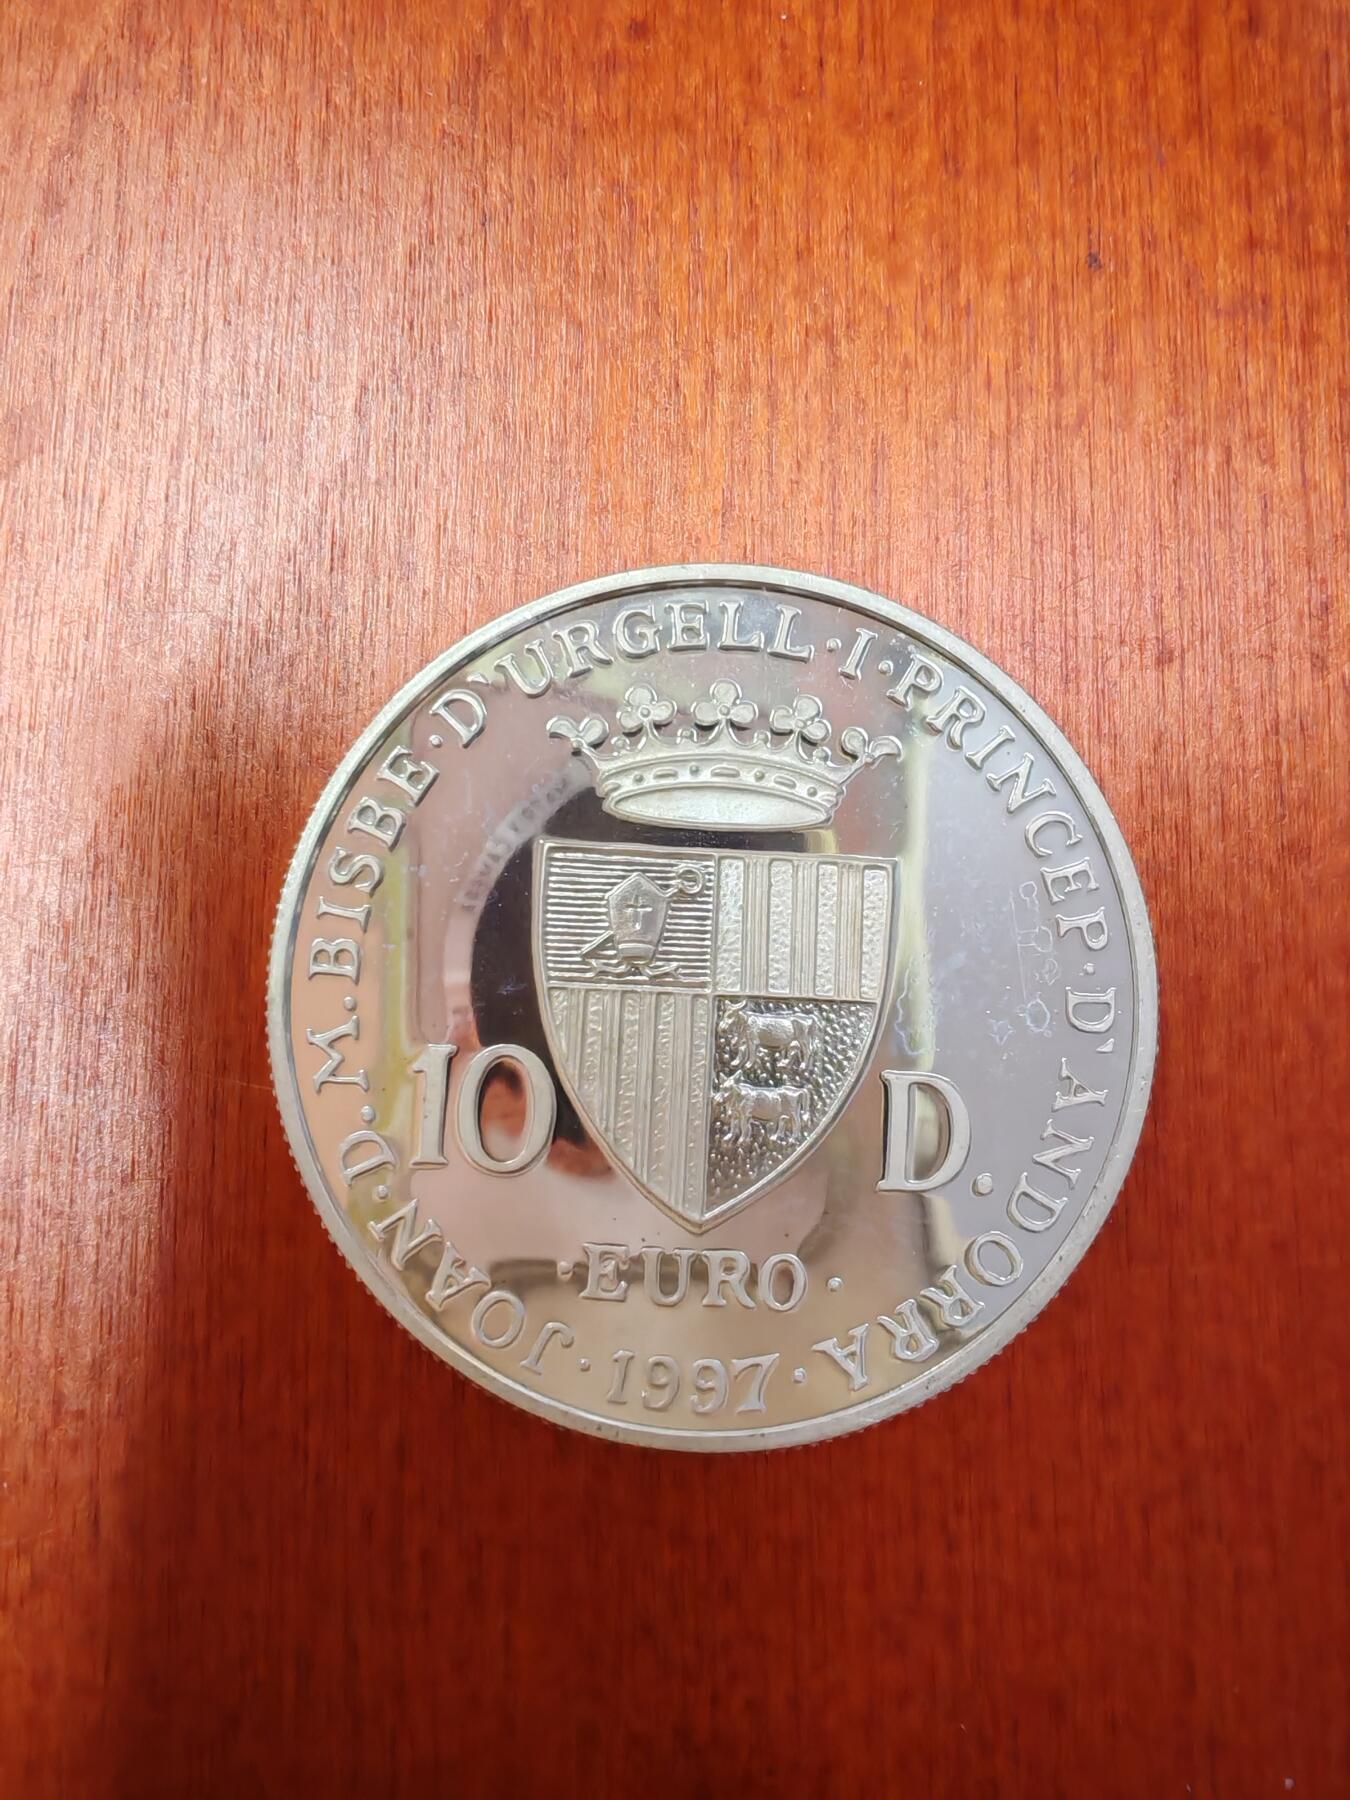 JOAN·D.D.M.BISBE·D'URGELL·I·PRINCEP·D'ANDORRA
10 D.
·EURO·
·1997·